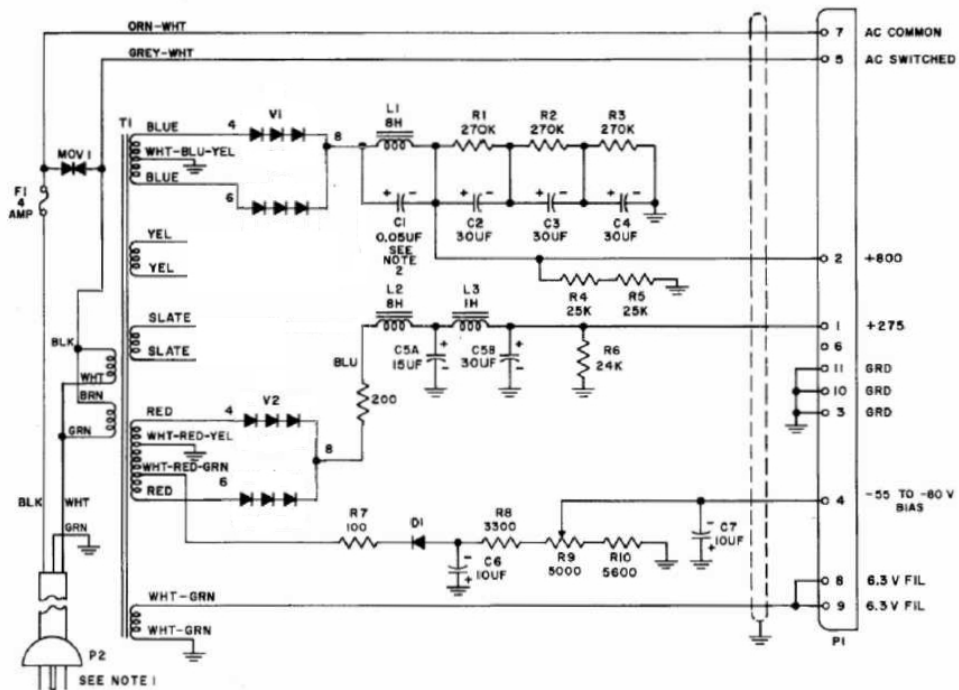 ORN-WHT
7 AC COMMON
GREY-WHT
5 AC SWITCHED
T1
BLUE
4
V1
8
L1
8H
R1
270K
R2
270K
R3
270K
WHT-BLU-YEL
MOV 1
BLUE
6
F1
4
AMP
+ -
C1
0.05UF
SEE
NOTE
2
+ -
C2
30UF
+ -
C3
30UF
+ -
C4
30UF
YEL
YEL
2 +800
R4
25K
R5
25K
L2
8H
L3
1H
SLATE
SLATE
1 +275
6
BLK
BLU
C5A
15UF
+
-
C5B
30UF
+
-
R6
24K
11 GRD
10 GRD
3 GRD
WHT
BRN
GRN
200
RED
4
V2
8
WHT-RED-YEL
WHT-RED-GRN
6
RED
BLK
WHT
GRN
4 -55 TO -80 V
BIAS
R7
100
D1
R8
3300
-
C6
10UF
+
R9
5000
R10
5600
-
C7
10UF
+
8 6.3 V FIL
9 6.3 V FIL
WHT-GRN
WHT-GRN
P1
P2
SEE NOTE 1